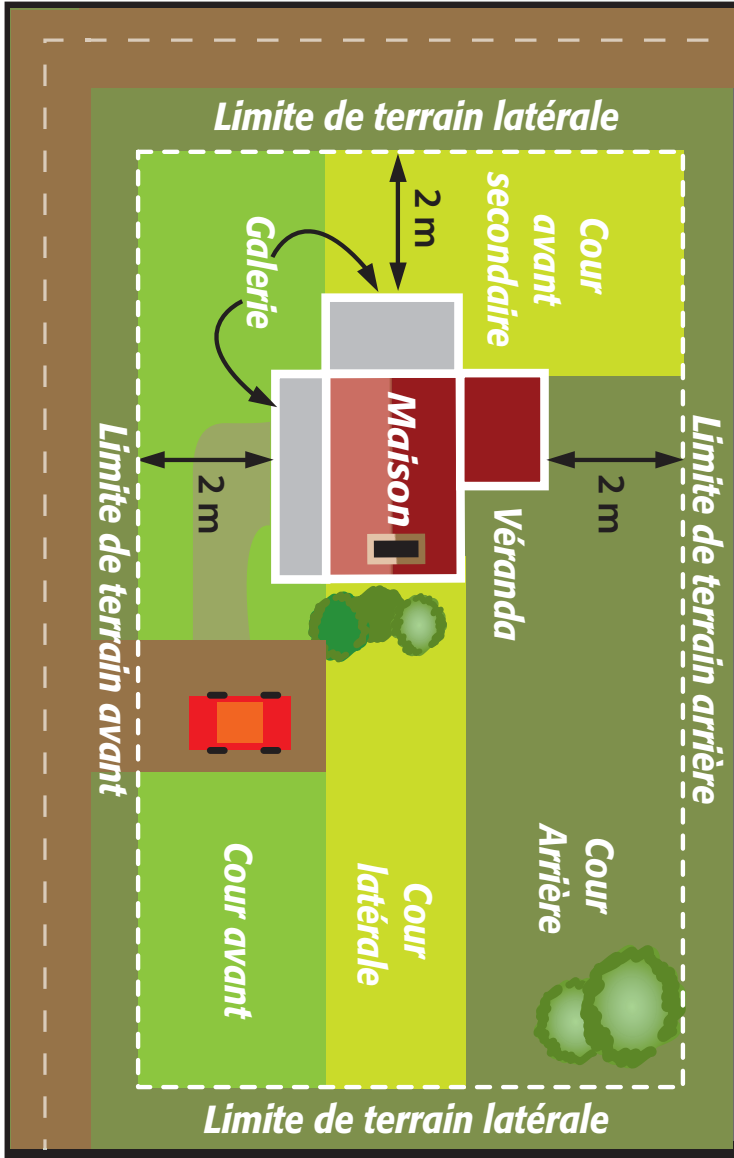 Limite de terrain latérale
2 m
Cour
avant
secondaire
Galerie
Maison
2 m
2 m
Véranda
Limite de terrain avant
Limite de terrain arrière
Cour avant
Cour
latérale
Cour
Arrière
Limite de terrain latérale